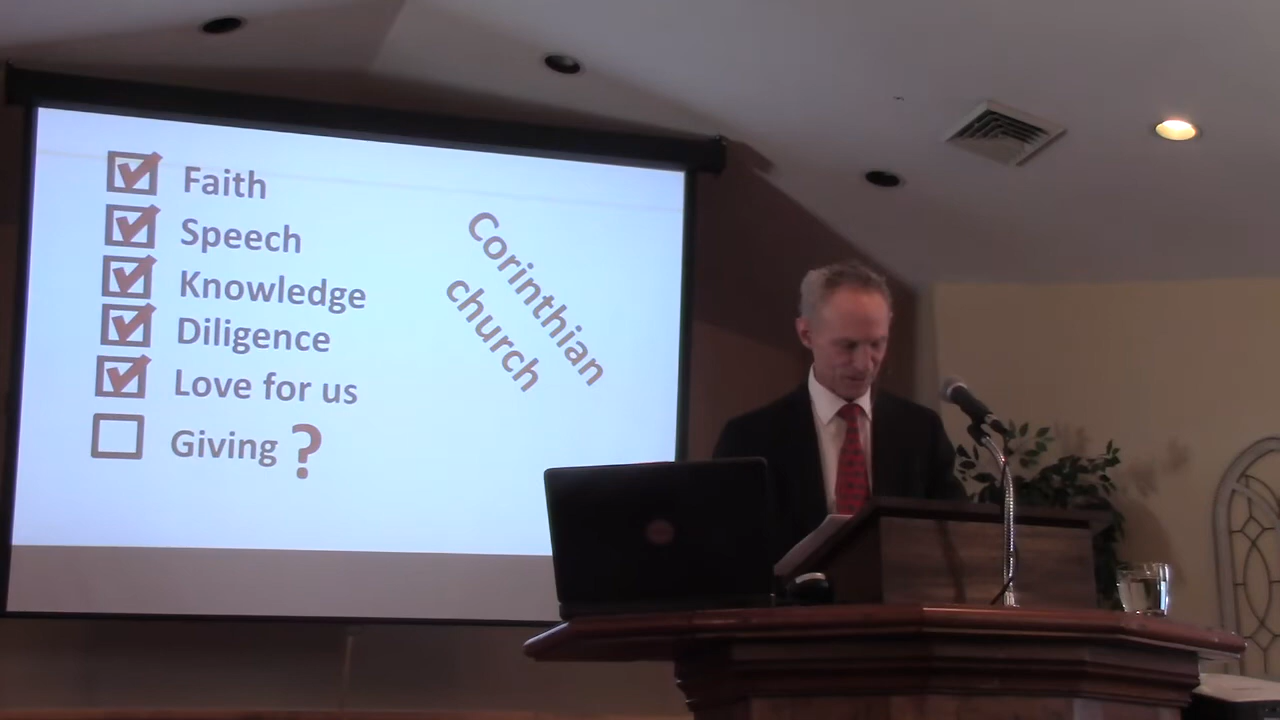 Faith
Speech
Knowledge
Diligence
Love for us
Giving ?
Corinthian
church